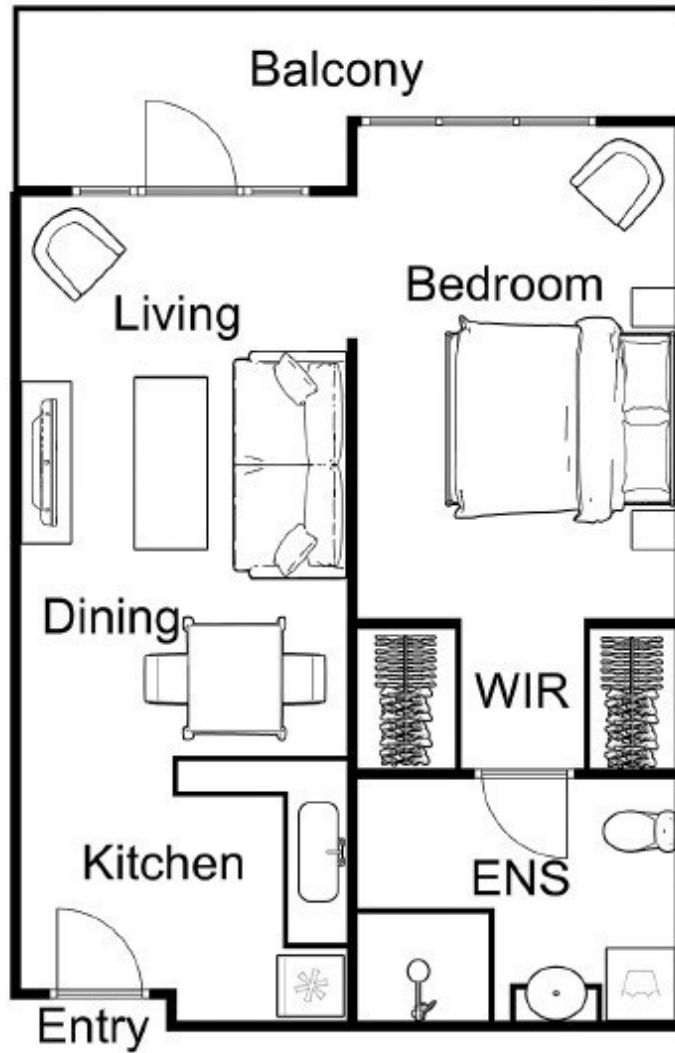 Balcony
Living
Bedroom
Dining
WIR
Kitchen
ENS
Entry